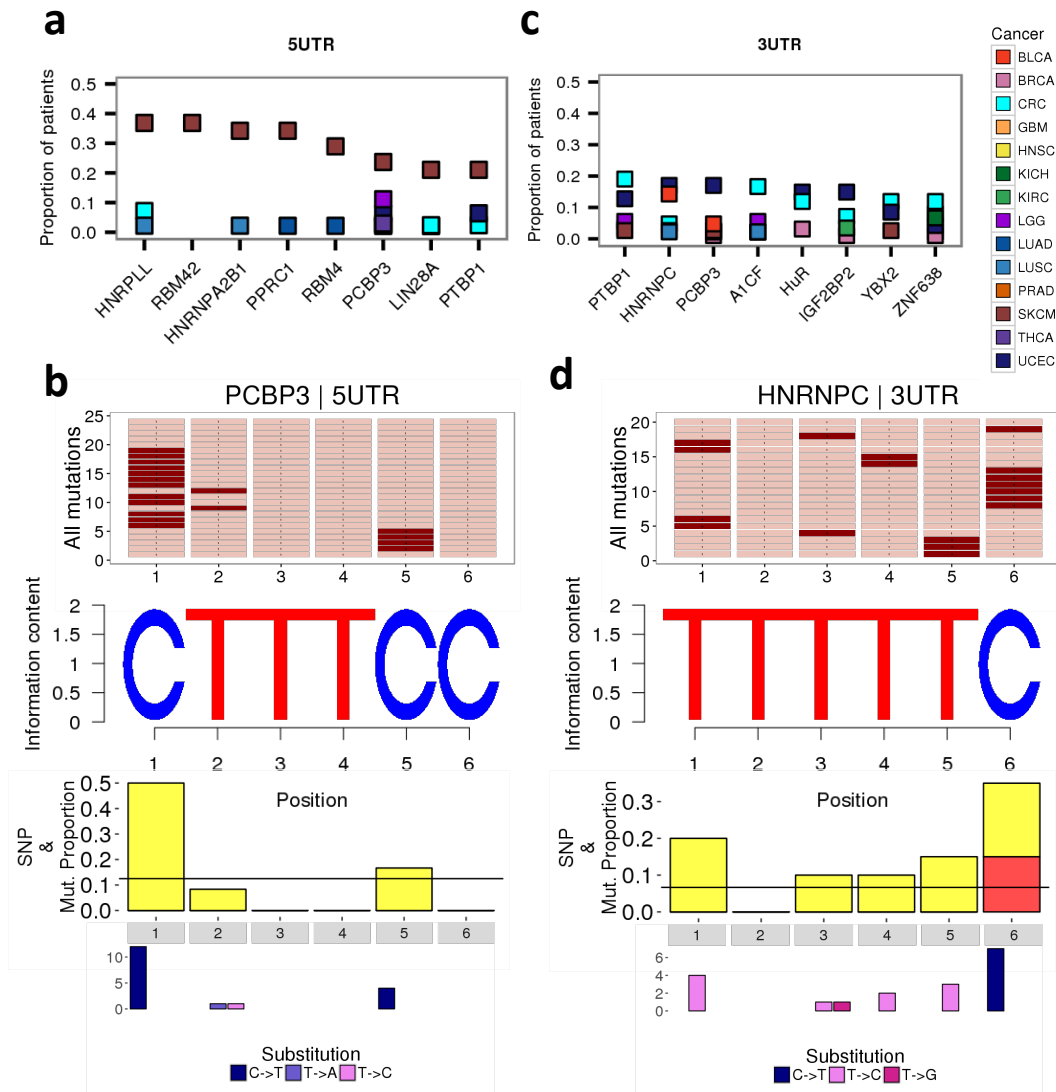 a
5UTR
Proportion of patients
0.5
0.4
0.3
0.2
0.1
0.0
HNRPLL
RBM42
HNRNPA2B1
PPRC1
RBM4
PCBP3
LIN28A
PTBP1
c
3UTR
Proportion of patients
0.5
0.4
0.3
0.2
0.1
0.0
PTBP1
HNRNPC
PCBP3
A1CF
HuR
IGF2BP2
YBX2
ZNF638
Cancer
BLCA
BRCA
CRC
GBM
HNSC
KICH
KIRC
LGG
LUAD
LUSC
PRAD
SKCM
THCA
UCEC
b
PCBP3 | 5UTR
All mutations
25
20
15
10
5
0
1 2 3 4 5 6
Information content
2
1.5
1
0.5
0
CTTTCC
1 2 3 4 5 6
Position
SNP
&
Mut. Proportion
0.5
0.4
0.3
0.2
0.1
0.0
1 2 3 4 5 6
10
5
0
Substitution
C->T T->A T->C
d
HNRNPC | 3UTR
All mutations
20
15
10
5
0
1 2 3 4 5 6
Information content
2
1.5
1
0.5
0
TTTTTC
1 2 3 4 5 6
Position
SNP
&
Mut. Proportion
0.3
0.2
0.1
0.0
1 2 3 4 5 6
6
4
2
0
Substitution
C->T T->C T->G